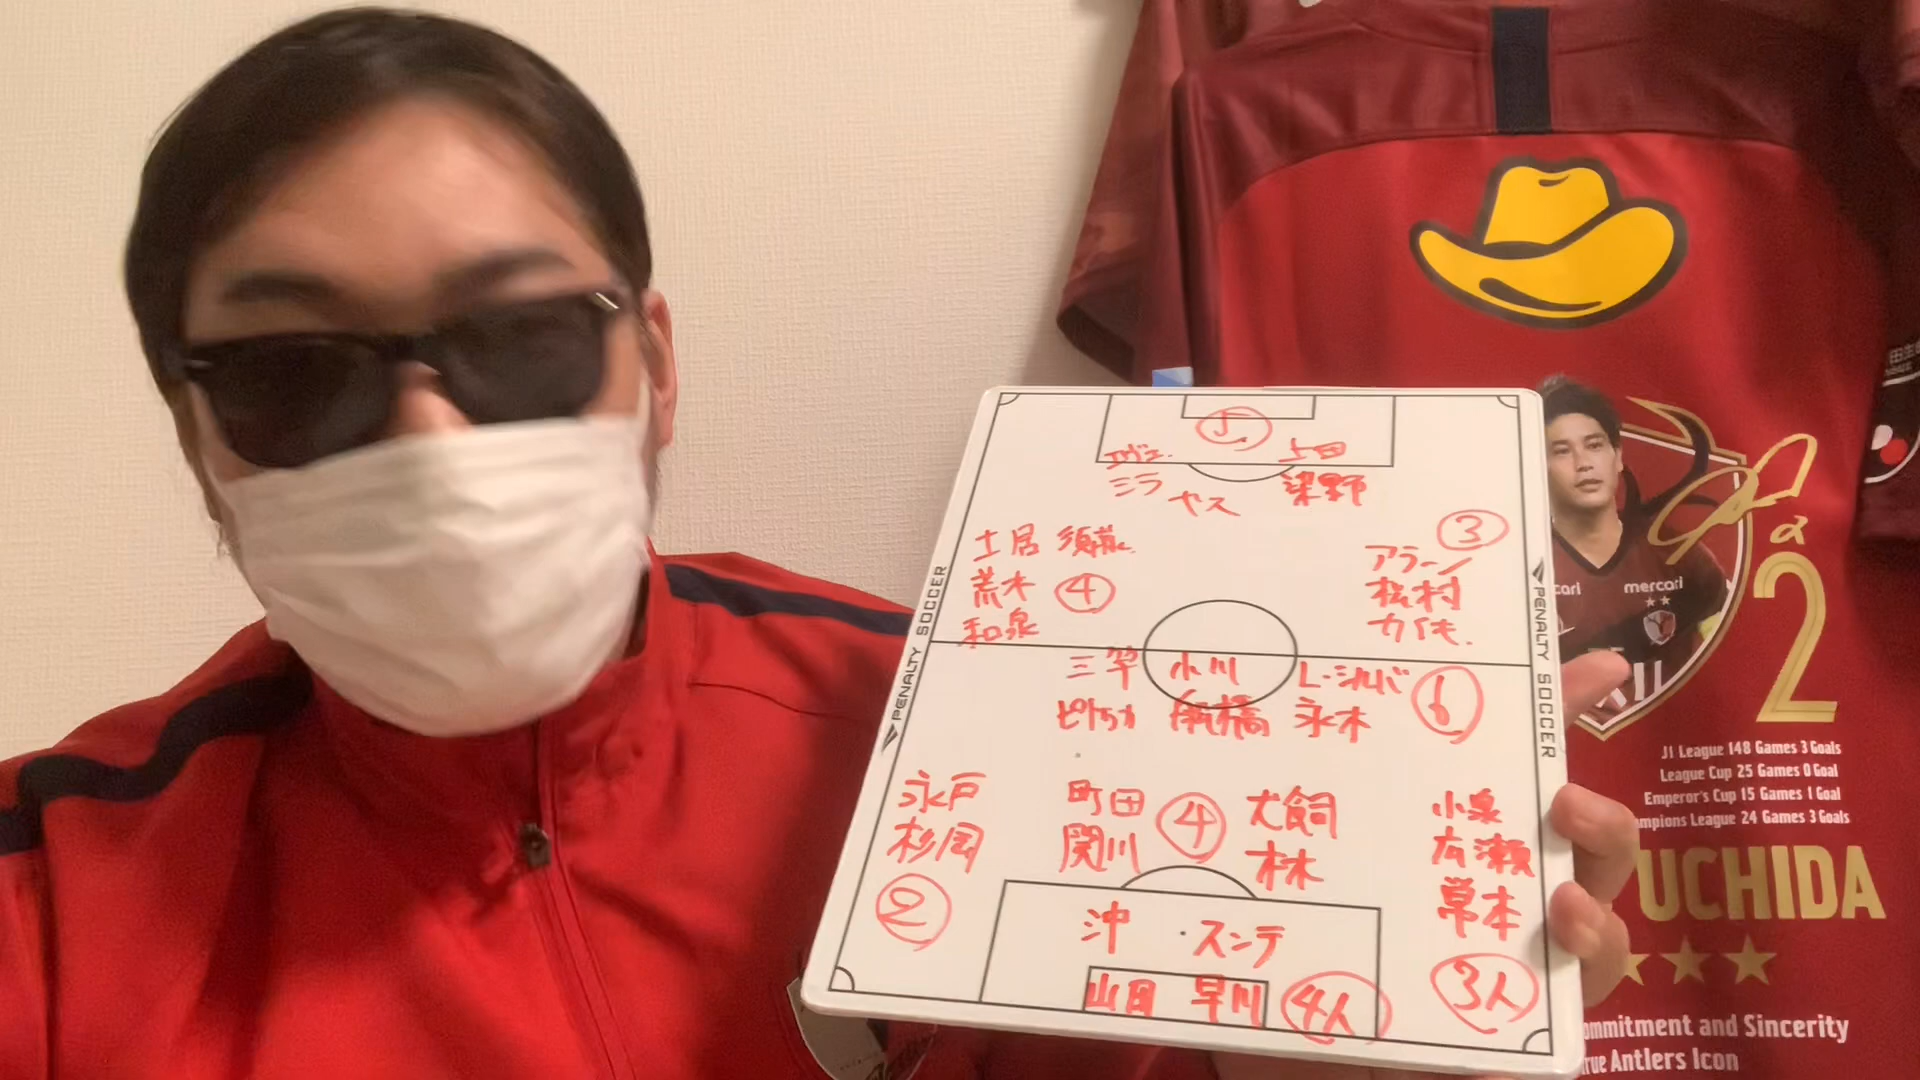 5
エヴェ. 上田
ミラ ヤス 染野
土居 須藤
荒木 4
和泉
3
アラーノ
松村
カイキ.
三竿 小川 L・シルバ
ピトゥカ 舩橋 永木
6
永戸
杉岡
2
町田 4 犬飼
関川 林
小泉
広瀬
常本
3人
沖 ・スンテ
山田 早川 4人
PENALTY SOCCER
PENALTY SOCCER
mercari
2
J1 League 148 Games 3 Goals
League Cup 25 Games 0 Goal
Emperor's Cup 15 Games 1 Goal
mpions League 24 Games 3 Goals
UCHIDA
ommitment and Sincerity
rue Antlers Icon